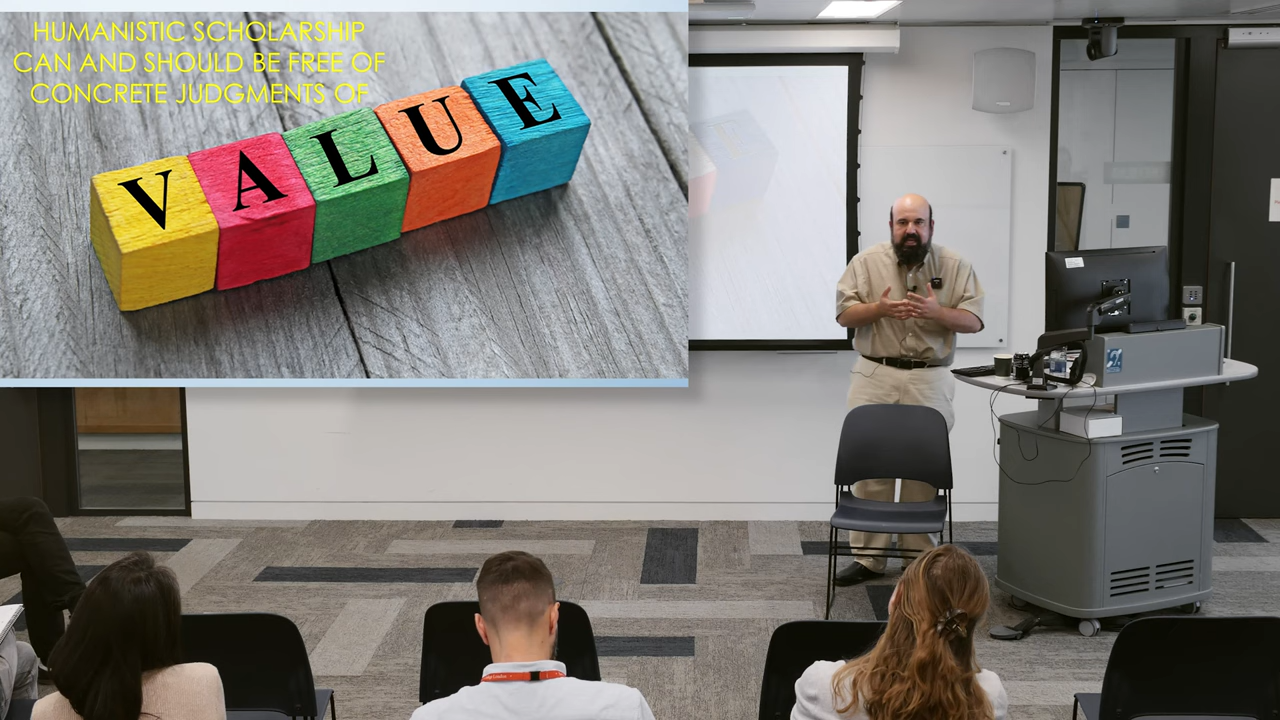 HUMANISTIC SCHOLARSHIP
CAN AND SHOULD BE FREE OF
CONCRETE JUDGMENTS OF
VALUE